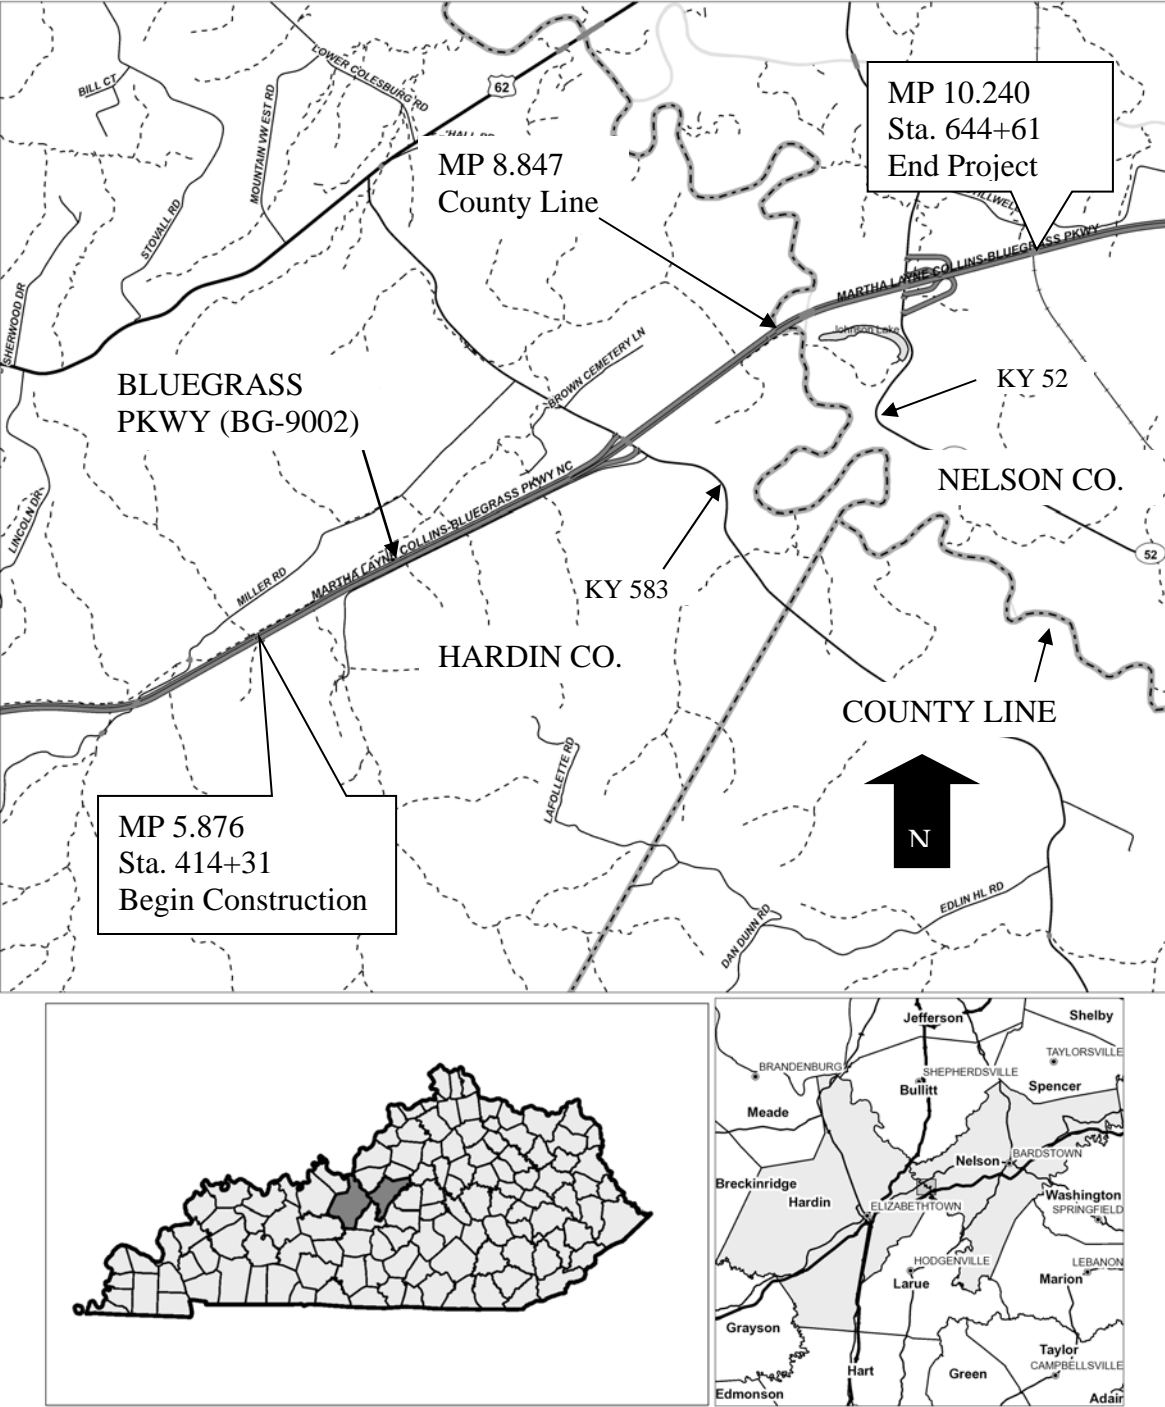 LOWER COLESBURG RD
BILL CT
62
MOUNTAIN VW EST RD
HALL RD
MP 10.240
Sta. 644+61
End Project
MP 8.847
County Line
STOVALL RD
MARTHA LAYNE COLLINS-BLUEGRASS PKWY
SHERWOOD DR
Johnson Lake
BROWN CEMETERY LN
KY 52
BLUEGRASS
PKWY (BG-9002)
NELSON CO.
LINCOLN DR
MARTHA LAYNE COLLINS-BLUEGRASS PKWY NC
52
MILLER RD
KY 583
HARDIN CO.
COUNTY LINE
LAFOLLETTE RD
N
MP 5.876
Sta. 414+31
Begin Construction
EDLIN HL RD
DAN DUNN RD
Jefferson
Shelby
TAYLORSVILLE
BRANDENBURG
SHEPHERDSVILLE
Bullitt
Spencer
Meade
Nelson
BARDSTOWN
Breckinridge
Hardin
Washington
ELIZABETHTOWN
SPRINGFIELD
HODGENVILLE
LEBANON
Larue
Marion
Grayson
Taylor
CAMPBELLSVILLE
Hart
Green
Edmonson
Adair